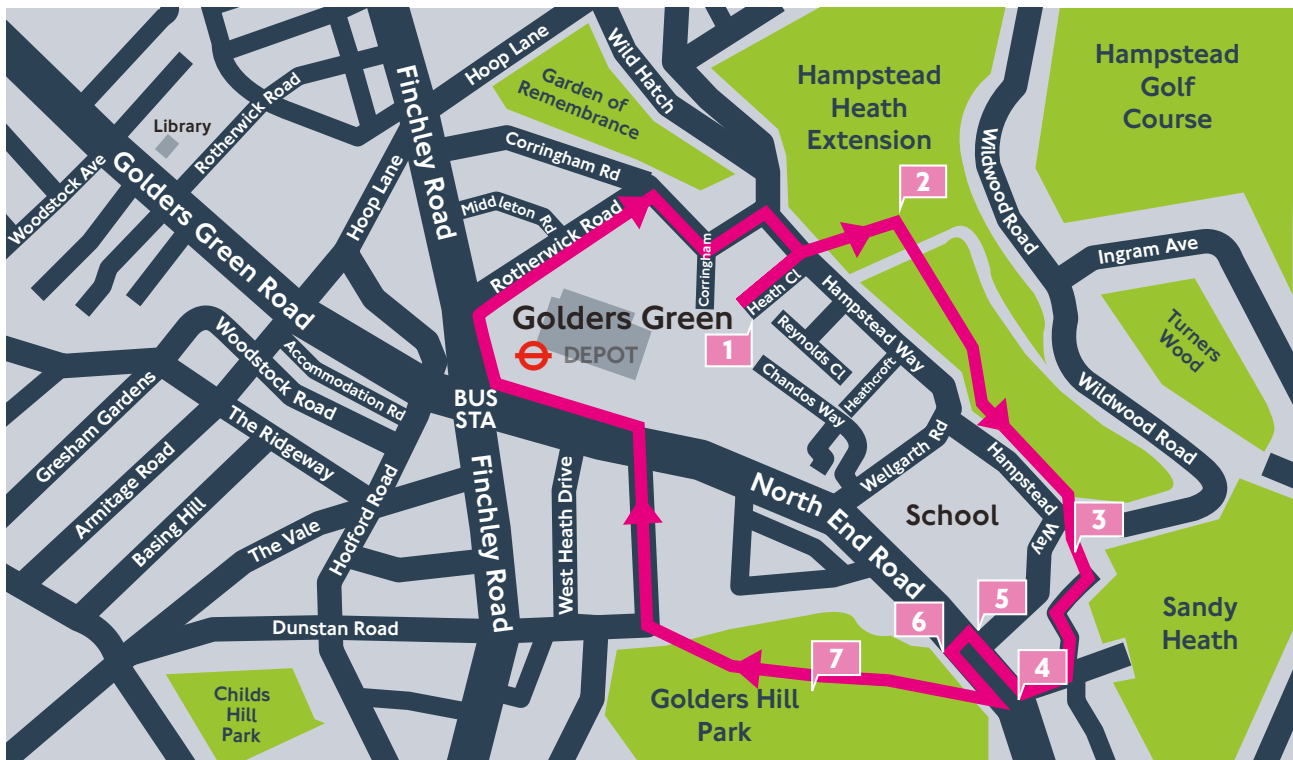 Hoop Lane
Wild Hatch
Finchley Road
Garden of
Remembrance
Hampstead
Heath
Extension
Hampstead
Golf
Course
Library
Rotherwick Road
Woodstock Ave
Golders Green Road
Hoop Lane
Corringham Rd
Middleton Rd
Rotherwick Road
Corringham
2
Wildwood Road
Ingram Ave
Heath Cl
Hampstead Way
Golders Green
DEPOT
1
Reynolds Cl
Heathcroft
Chandos Way
Turners
Wood
Woodstock Road
Accommodation Rd
BUS
STA
Gresham Gardens
The Ridgeway
Armitage Road
Basing Hill
Hodford Road
The Vale
Finchley Road
West Heath Drive
North End Road
Wellgarth Rd
Hampstead
Way
Wildwood Road
School
3
5
6
4
7
Sandy
Heath
Dunstan Road
Golders Hill
Park
Childs
Hill
Park